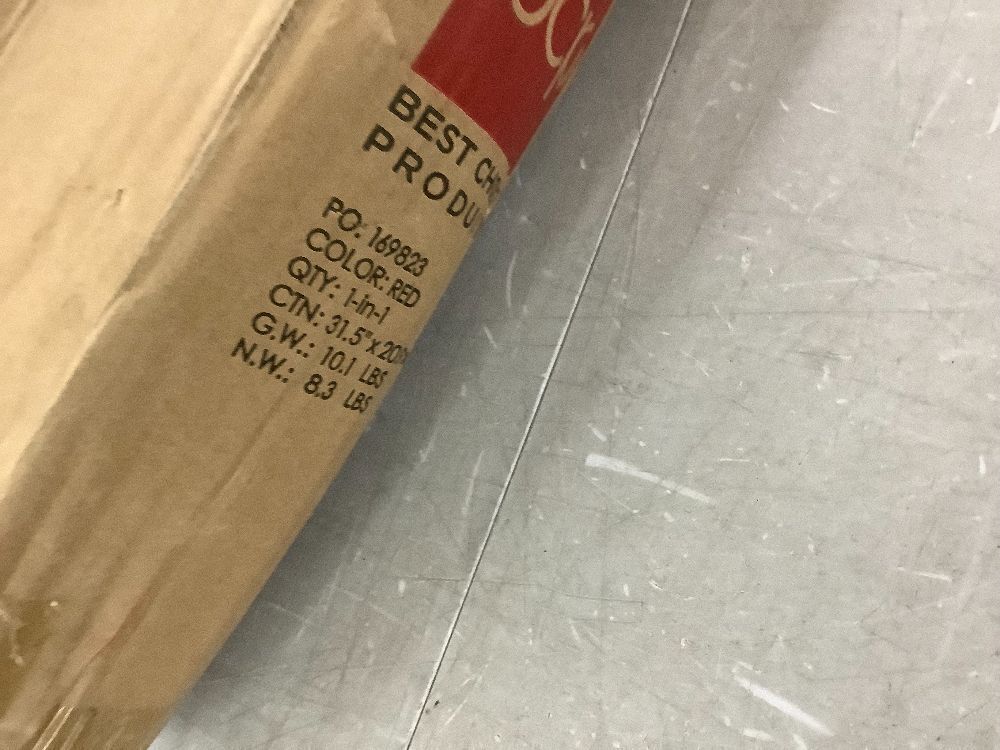 BEST
PRODU
PO: 169823
COLOR: RED
QTY: 1-in-1
CTN: 31.5"x
G.W.: 10.1 LBS
N.W.: 8.3 LBS